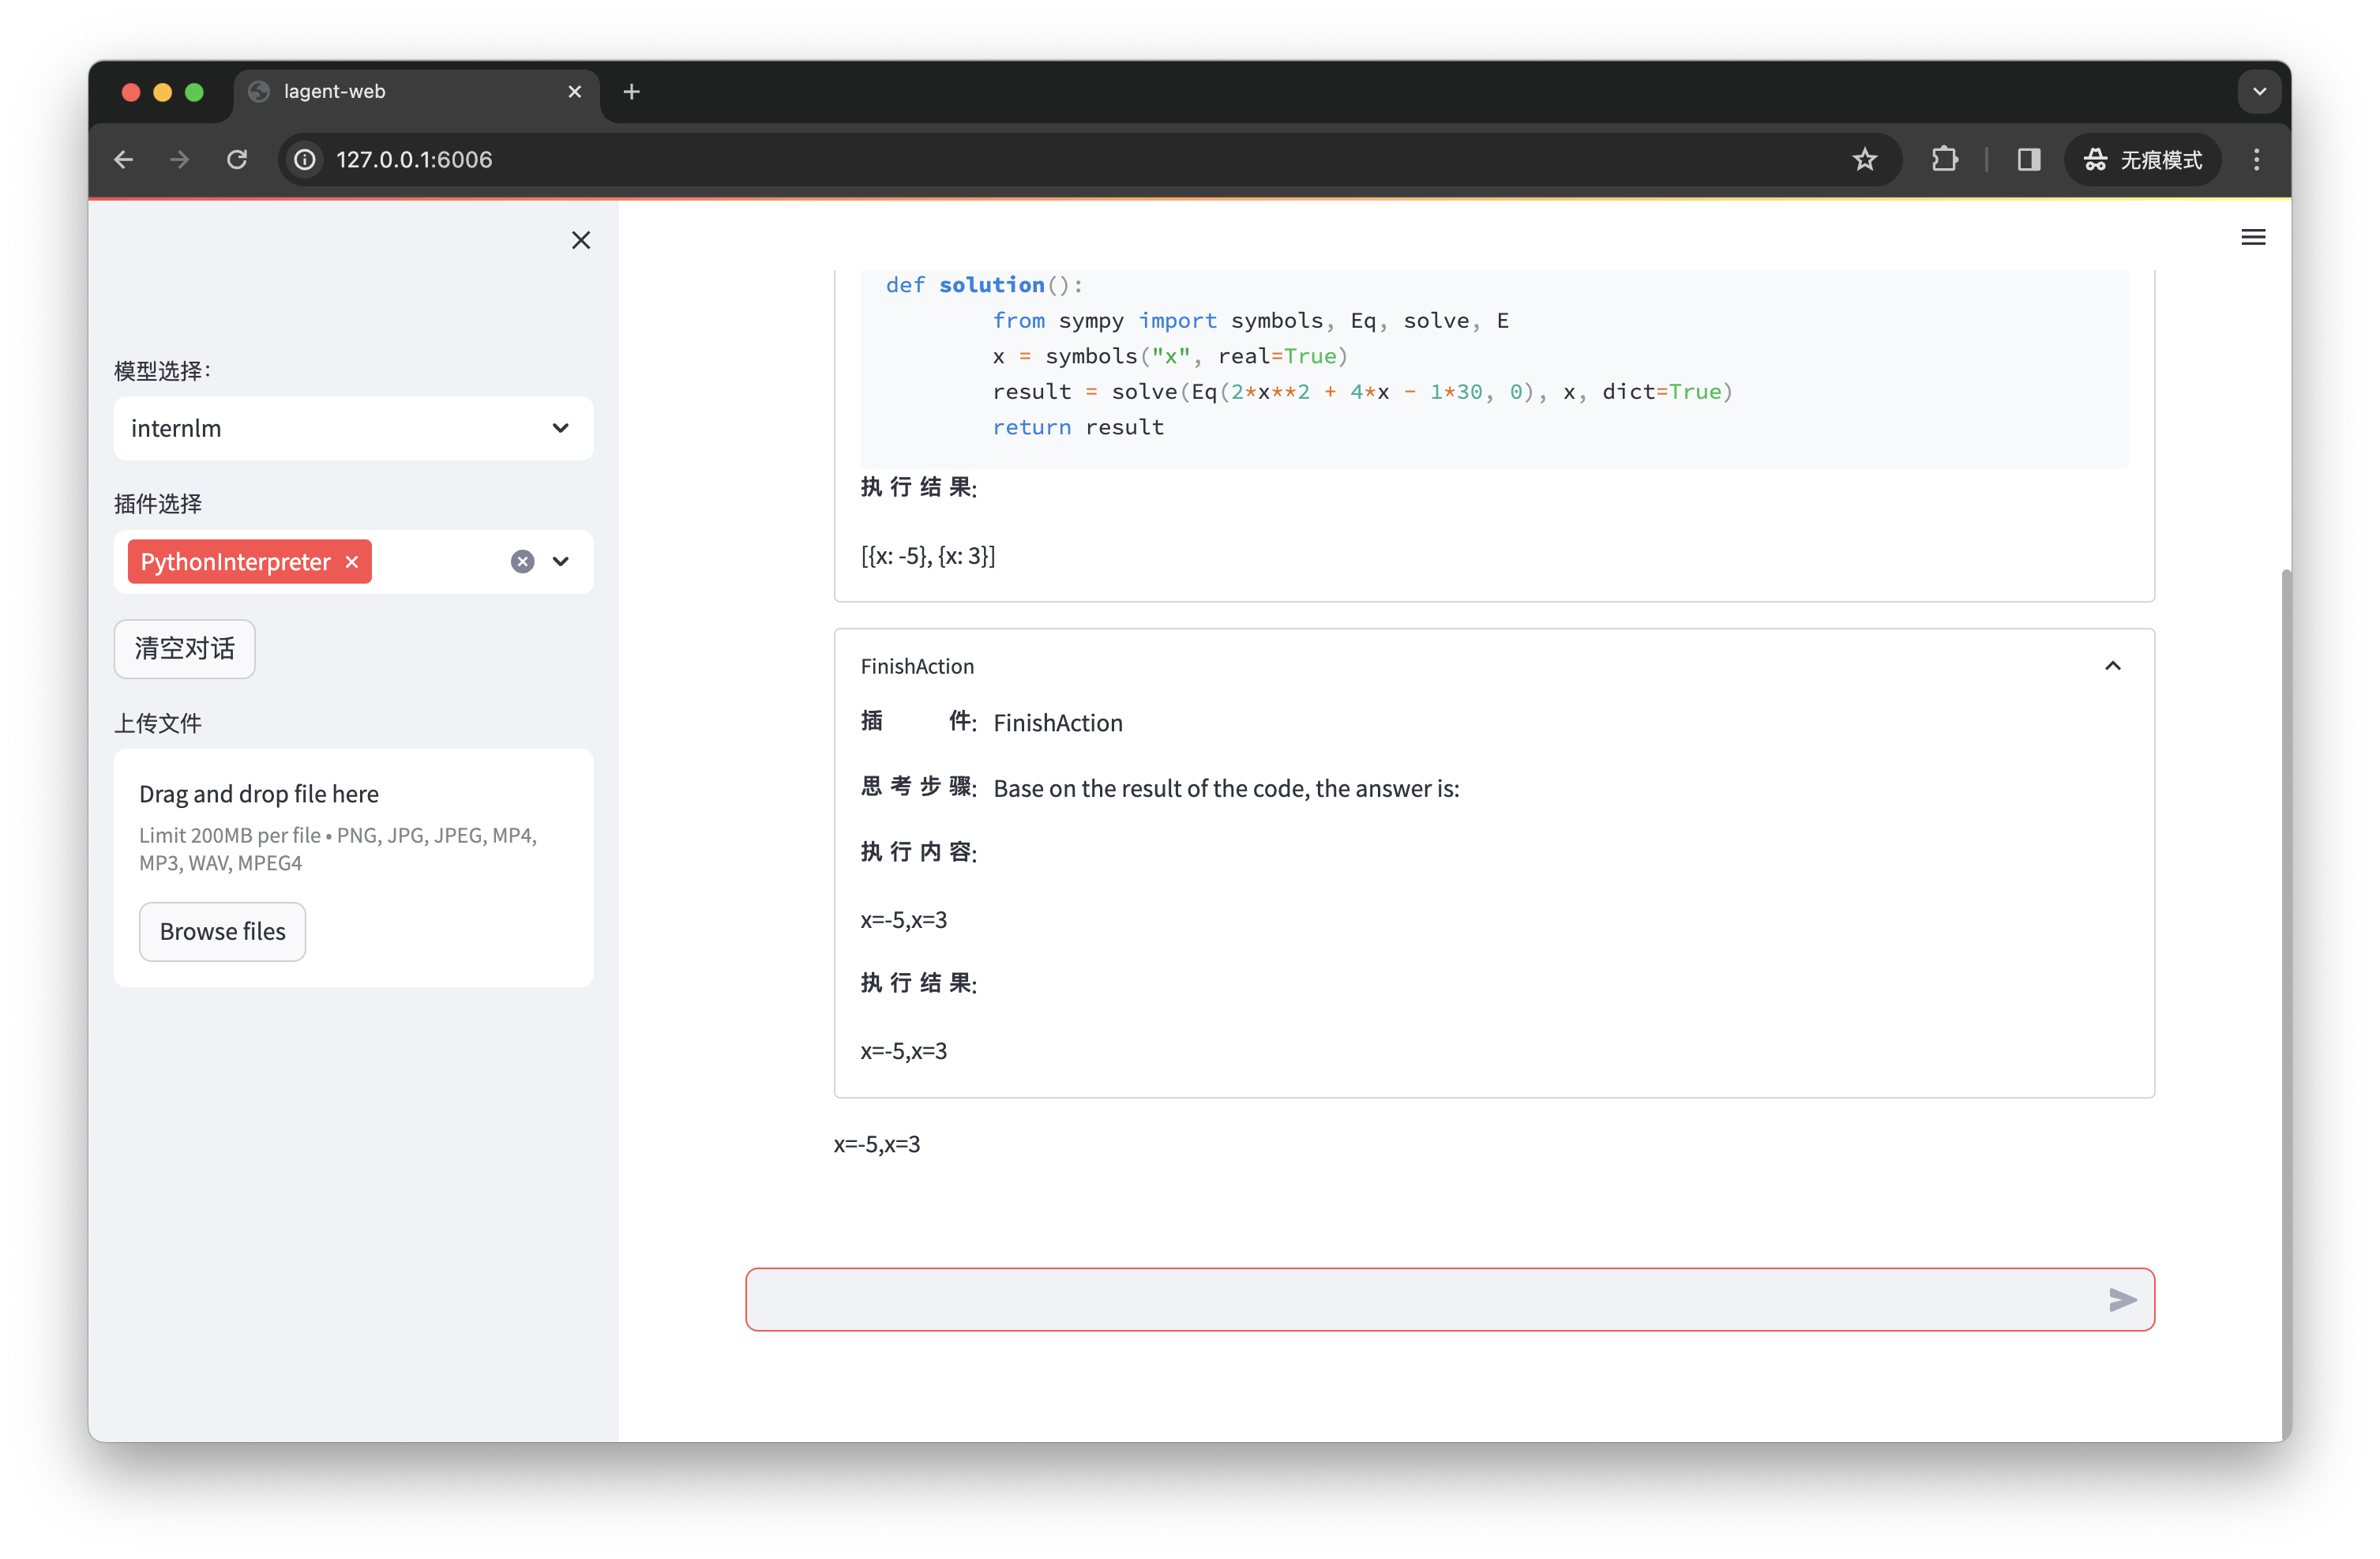 lagent-web
127.0.0.1:6006
无痕模式
模型选择：
internlm
插件选择
PythonInterpreter
清空对话
上传文件
Drag and drop file here
Limit 200MB per file • PNG, JPG, JPEG, MP4,
MP3, WAV, MPEG4
Browse files
def solution():
from sympy import symbols, Eq, solve, E
x = symbols("x", real=True)
result = solve(Eq(2*x**2 + 4*x - 1*30, 0), x, dict=True)
return result
执 行 结 果:
[{x: -5}, {x: 3}]
FinishAction
插 件: FinishAction
思 考 步 骤: Base on the result of the code, the answer is:
执 行 内 容:
x=-5,x=3
执 行 结 果:
x=-5,x=3
x=-5,x=3